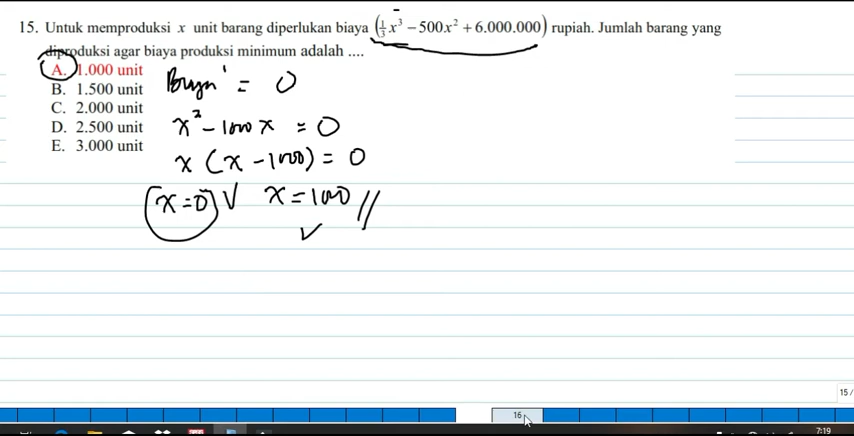 15. Untuk memproduksi x unit barang diperlukan biaya (1/3 x³ − 500x² + 6.000.000) rupiah. Jumlah barang yang
diproduksi agar biaya produksi minimum adalah ....
A. 1.000 unit
B. 1.500 unit
C. 2.000 unit
D. 2.500 unit
E. 3.000 unit
' = 0
x² − 1000x = 0
x (x − 1000) = 0
x = 0 ∨ x = 1000 //
15 /
16
7:19